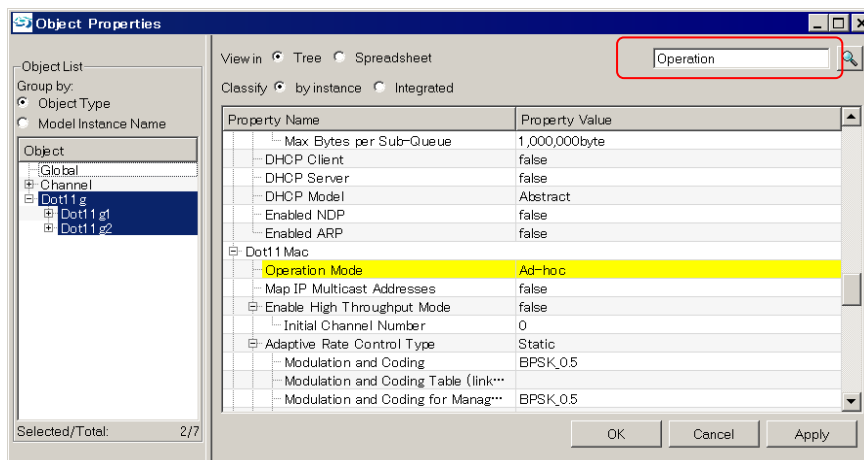 Object Properties
Object List
Group by:
Object Type
Model Instance Name
Object
Global
Channel
Dot11g
Dot11g1
Dot11g2
Selected/Total: 2/7
View in Tree Spreadsheet
Operation
Classify by instance Integrated
Property Name Property Value
Max Bytes per Sub-Queue 1,000,000byte
DHCP Client false
DHCP Server false
DHCP Model Abstract
Enabled NDP false
Enabled ARP false
Dot11Mac
Operation Mode Ad-hoc
Map IP Multicast Addresses false
Enable High Throughput Mode false
Initial Channel Number 0
Adaptive Rate Control Type Static
Modulation and Coding BPSK_0.5
Modulation and Coding Table (link…
Modulation and Coding for Manag… BPSK_0.5
OK Cancel Apply